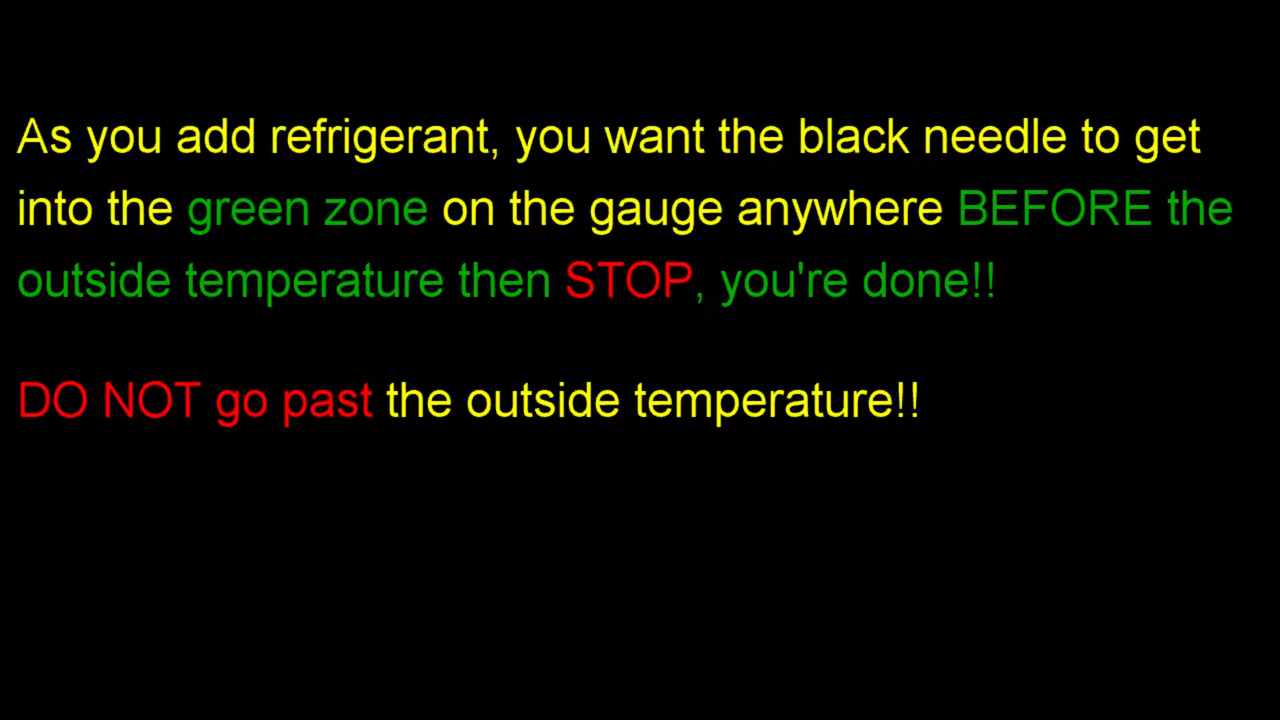 As you add refrigerant, you want the black needle to get
into the green zone on the gauge anywhere BEFORE the
outside temperature then STOP, you're done!!
DO NOT go past the outside temperature!!